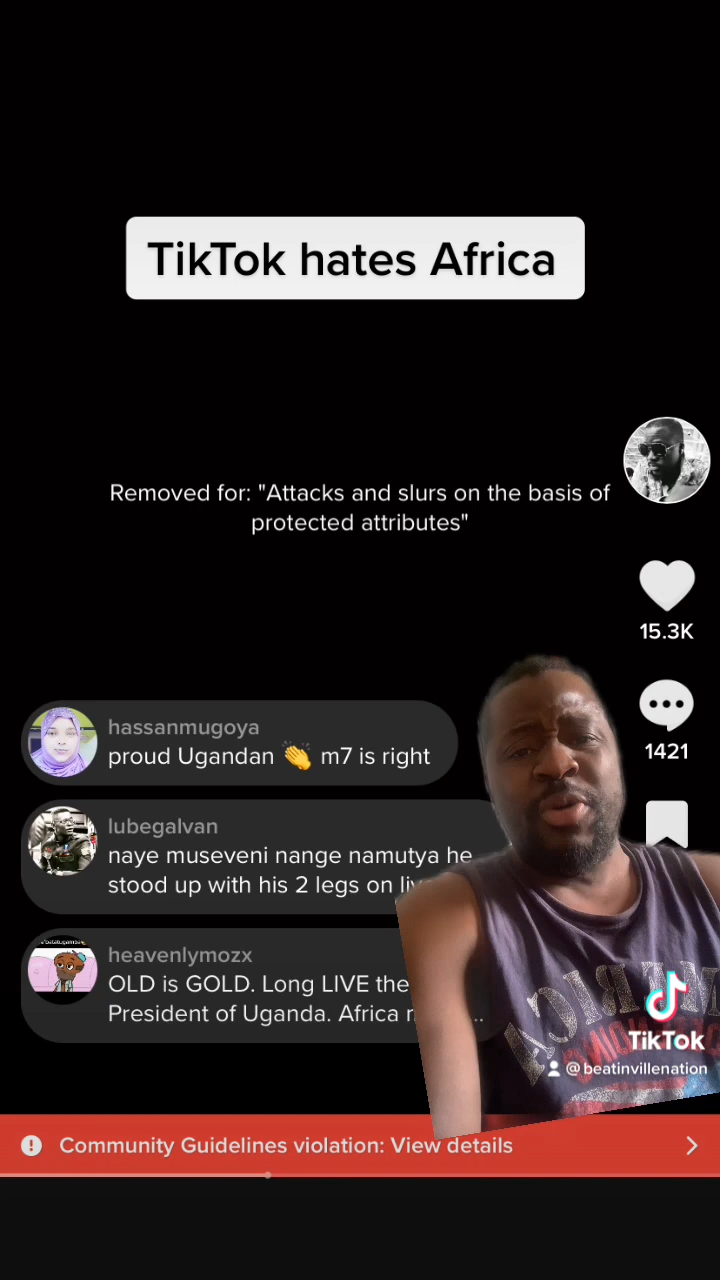 TikTok hates Africa
Removed for: "Attacks and slurs on the basis of
protected attributes"
15.3K
1421
hassanmugoya
proud Ugandan 👏 m7 is right
lubegalvan
naye museveni nange namutya he
stood up with his 2 legs on
heavenlymozx
OLD is GOLD. Long LIVE the
President of Uganda. Africa
TikTok
@beatinvillenation
Community Guidelines violation: View details